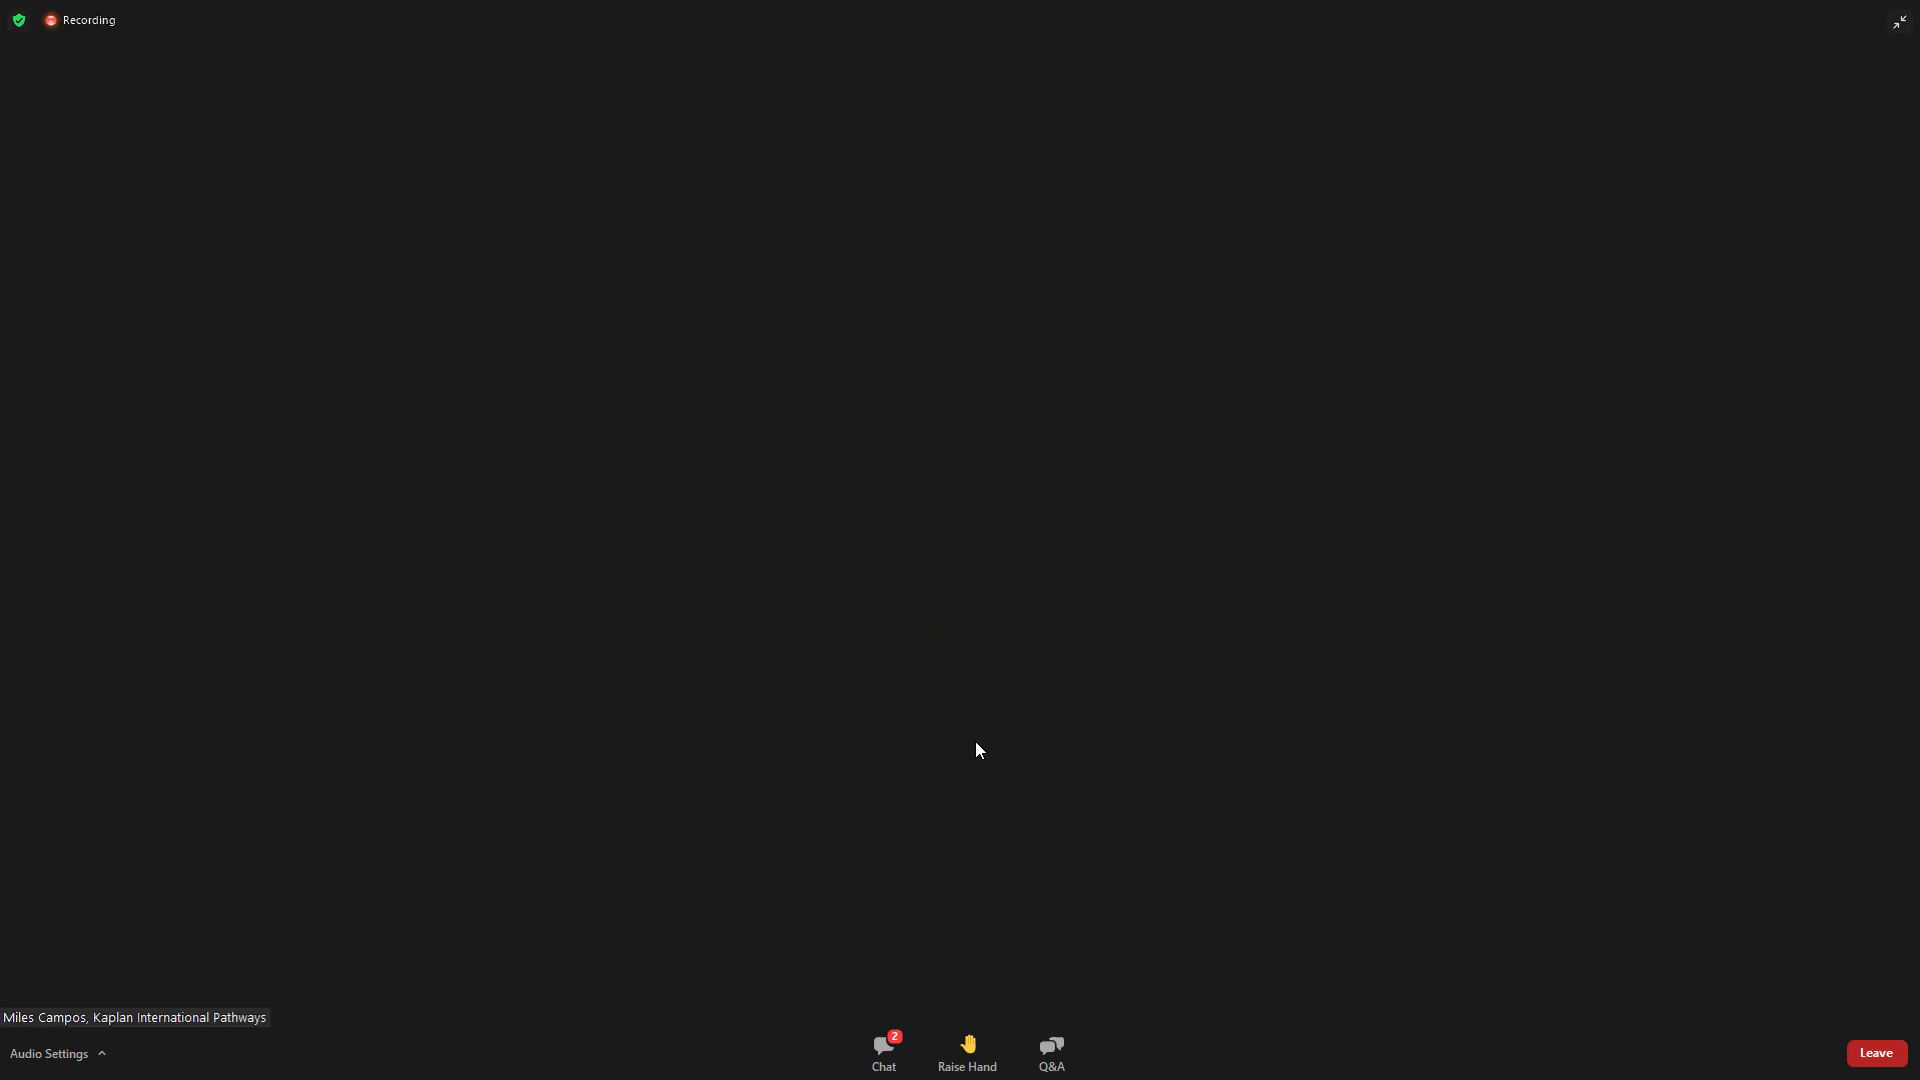 Recording
Miles Campos, Kaplan International Pathways
Audio Settings
2
Chat
Raise Hand
Q&A
Leave